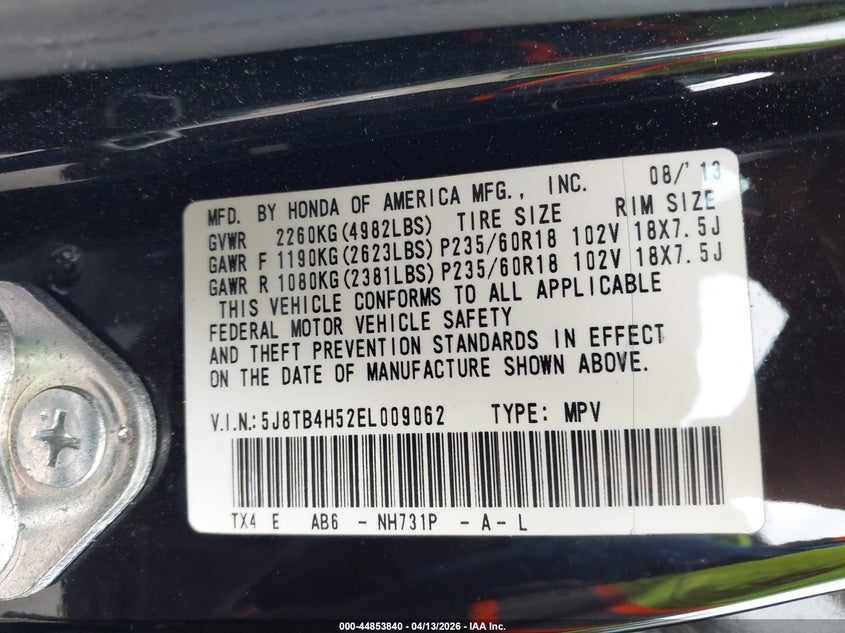 MFD. BY HONDA OF AMERICA MFG., INC. 08/'13
GVWR 2260KG(4982LBS) TIRE SIZE RIM SIZE
GAWR F 1190KG(2623LBS)P235/60R18 102V 18X7.5J
GAWR R 1080KG(2381LBS)P235/60R18 102V 18X7.5J
THIS VEHICLE CONFORMS TO ALL APPLICABLE
FEDERAL MOTOR VEHICLE SAFETY
AND THEFT PREVENTION STANDARDS IN EFFECT
ON THE DATE OF MANUFACTURE SHOWN ABOVE.
V.I.N.:5J8TB4H52EL009062 TYPE: MPV
TX4 E AB6 - NH731P - A- L
000-44853840 - 04/13/2026 - IAA Inc.